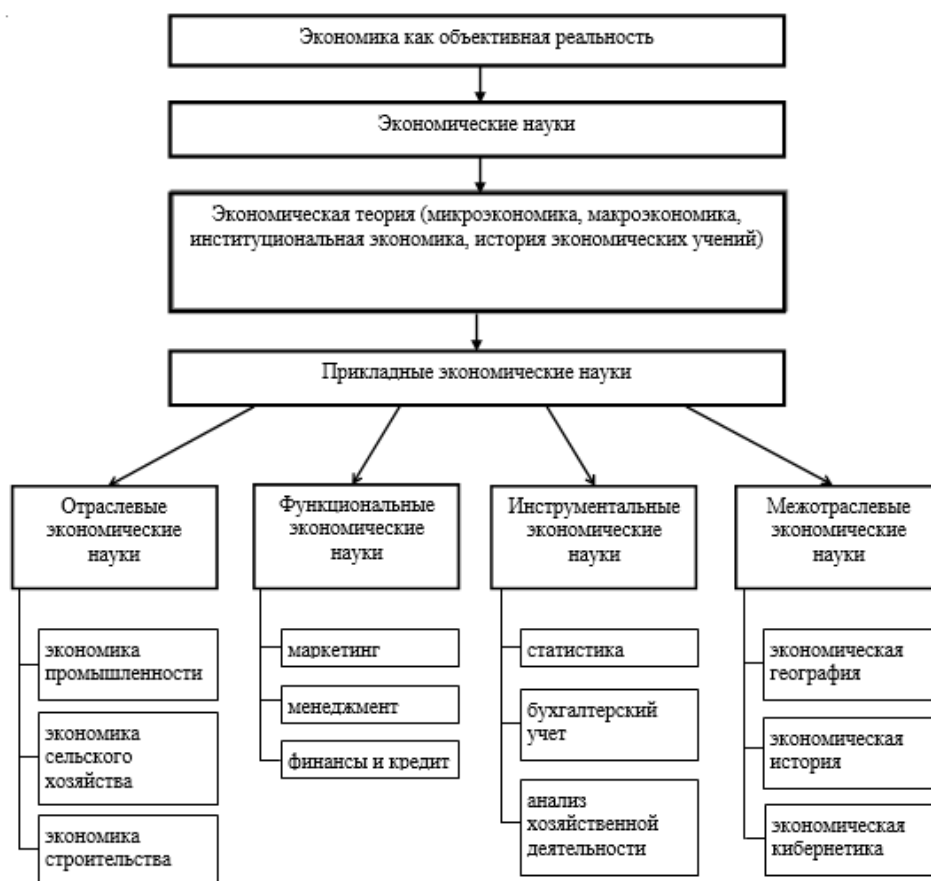 Экономика как объективная реальность
Экономические науки
Экономическая теория (микроэкономика, макроэкономика,
институциональная экономика, история экономических учений)
Прикладные экономические науки
Отраслевые
экономические
науки
экономика
промышленности
экономика
сельского
хозяйства
экономика
строительства
Функциональные
экономические
науки
маркетинг
менеджмент
финансы и кредит
Инструментальные
экономические
науки
статистика
бухгалтерский
учет
анализ
хозяйственной
деятельности
Межотраслевые
экономические
науки
экономическая
география
экономическая
история
экономическая
кибернетика